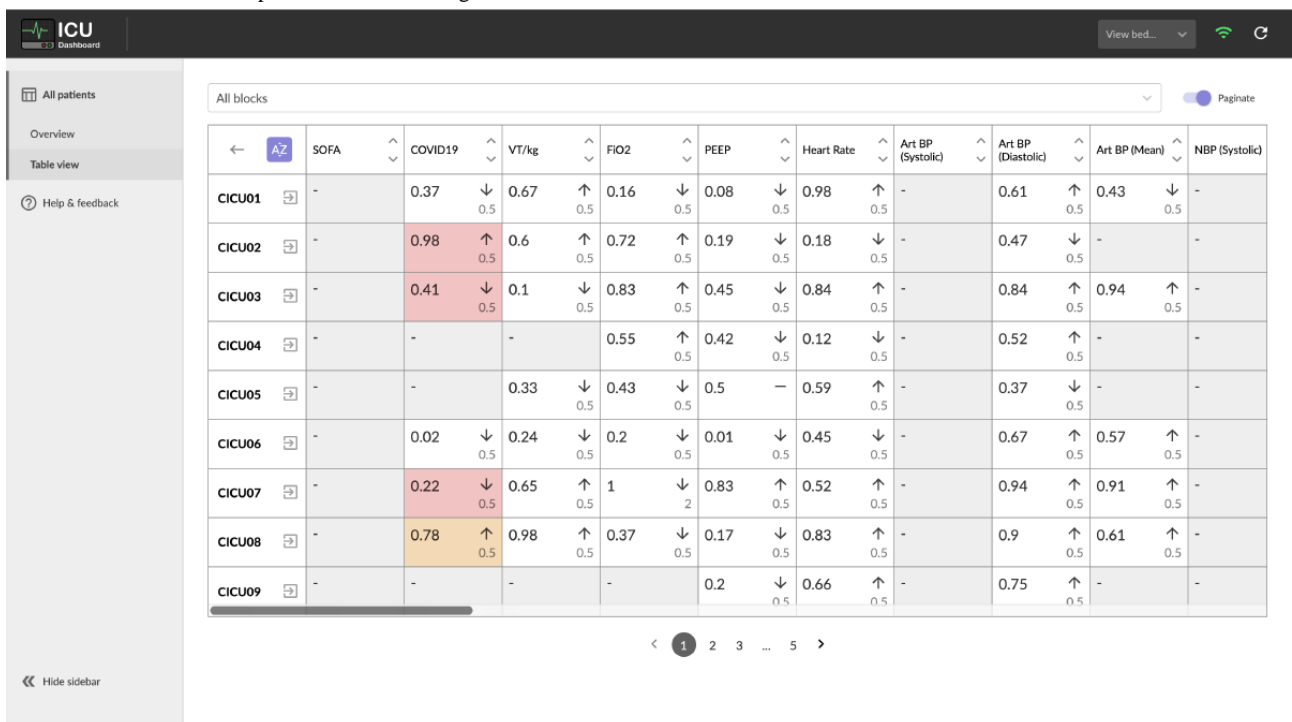 ICU
Dashboard
View bed...
All patients
Overview
Table view
Help & feedback
Hide sidebar
All blocks
Paginate
AZ SOFA COVID19 VT/kg FiO2 PEEP Heart Rate Art BP (Systolic) Art BP (Diastolic) Art BP (Mean) NBP (Systolic)
CICU01 - 0.37 0.67 0.16 0.08 0.98 - 0.61 0.43 -
0.5 0.5 0.5 0.5 0.5 0.5 0.5
CICU02 - 0.98 0.6 0.72 0.19 0.18 - 0.47 - -
0.5 0.5 0.5 0.5 0.5 0.5
CICU03 - 0.41 0.1 0.83 0.45 0.84 - 0.84 0.94 -
0.5 0.5 0.5 0.5 0.5 0.5 0.5
CICU04 - - - 0.55 0.42 0.12 - 0.52 - -
0.5 0.5 0.5 0.5
CICU05 - - 0.33 0.43 0.5 — 0.59 - 0.37 - -
0.5 0.5 0.5 0.5
CICU06 - 0.02 0.24 0.2 0.01 0.45 - 0.67 0.57 -
0.5 0.5 0.5 0.5 0.5 0.5 0.5
CICU07 - 0.22 0.65 1 0.83 0.52 - 0.94 0.91 -
0.5 0.5 2 0.5 0.5 0.5 0.5
CICU08 - 0.78 0.98 0.37 0.17 0.83 - 0.9 0.61 -
0.5 0.5 0.5 0.5 0.5 0.5 0.5
CICU09 - - - - 0.2 0.66 - 0.75 - -
0.5 0.5 0.5
1 2 3 ... 5